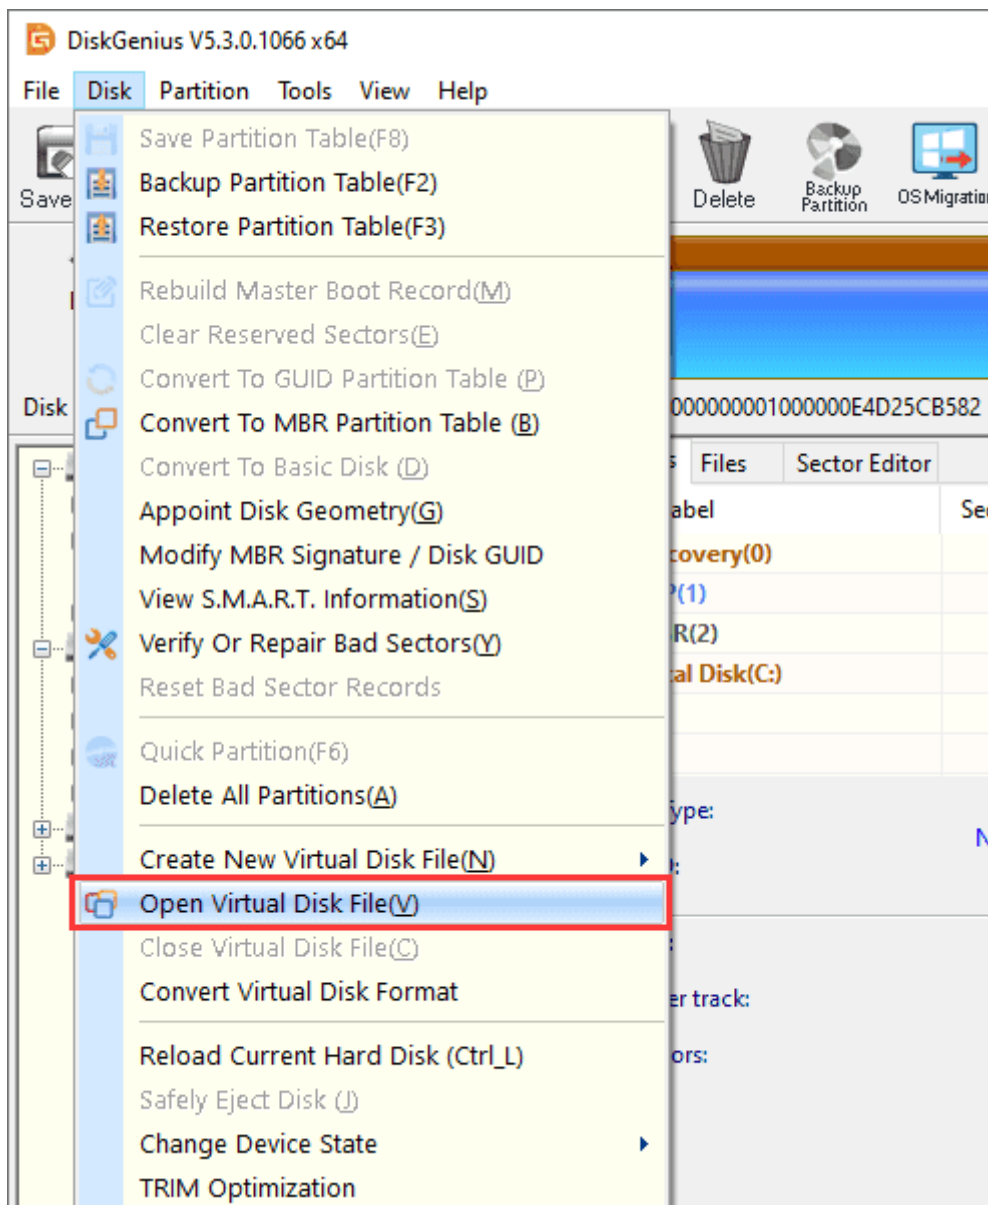 DiskGenius V5.3.0.1066 x64
File Disk Partition Tools View Help
Save
Delete
Backup Partition
OS Migration
Save Partition Table(F8)
Backup Partition Table(F2)
Restore Partition Table(F3)
Rebuild Master Boot Record(M)
Clear Reserved Sectors(E)
Convert To GUID Partition Table (P)
Disk
000000001000000E4D25CB582
Convert To MBR Partition Table (B)
Convert To Basic Disk (D)
Files Sector Editor
Appoint Disk Geometry(G)
abel
Sec
Modify MBR Signature / Disk GUID
covery(0)
View S.M.A.R.T. Information(S)
(1)
Verify Or Repair Bad Sectors(Y)
R(2)
Reset Bad Sector Records
cal Disk(C:)
Quick Partition(F6)
Delete All Partitions(A)
ype:
Create New Virtual Disk File(N)
N
Open Virtual Disk File(V)
Close Virtual Disk File(C)
Convert Virtual Disk Format
er track:
Reload Current Hard Disk (Ctrl_L)
ors:
Safely Eject Disk (J)
Change Device State
TRIM Optimization